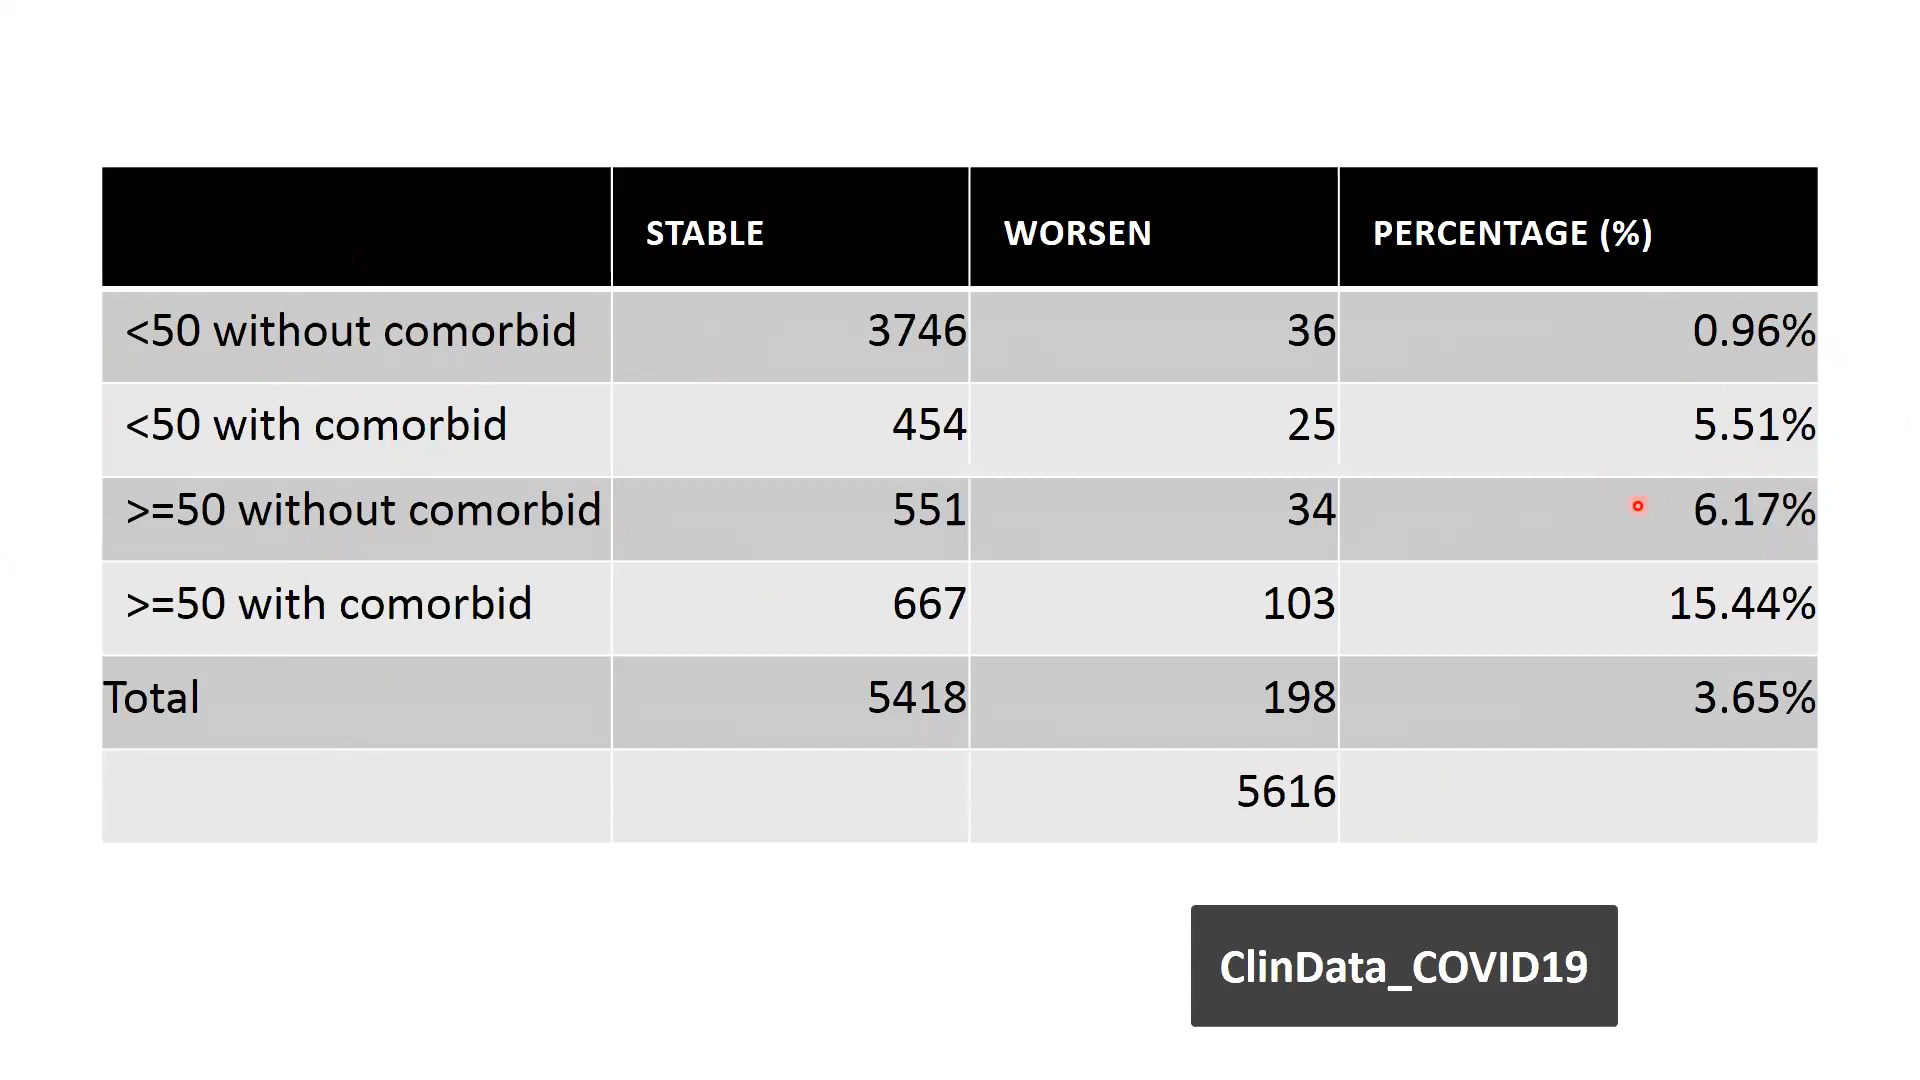 STABLE WORSEN PERCENTAGE (%)
<50 without comorbid 3746 36 0.96%
<50 with comorbid 454 25 5.51%
>=50 without comorbid 551 34 6.17%
>=50 with comorbid 667 103 15.44%
Total 5418 198 3.65%
5616
ClinData_COVID19